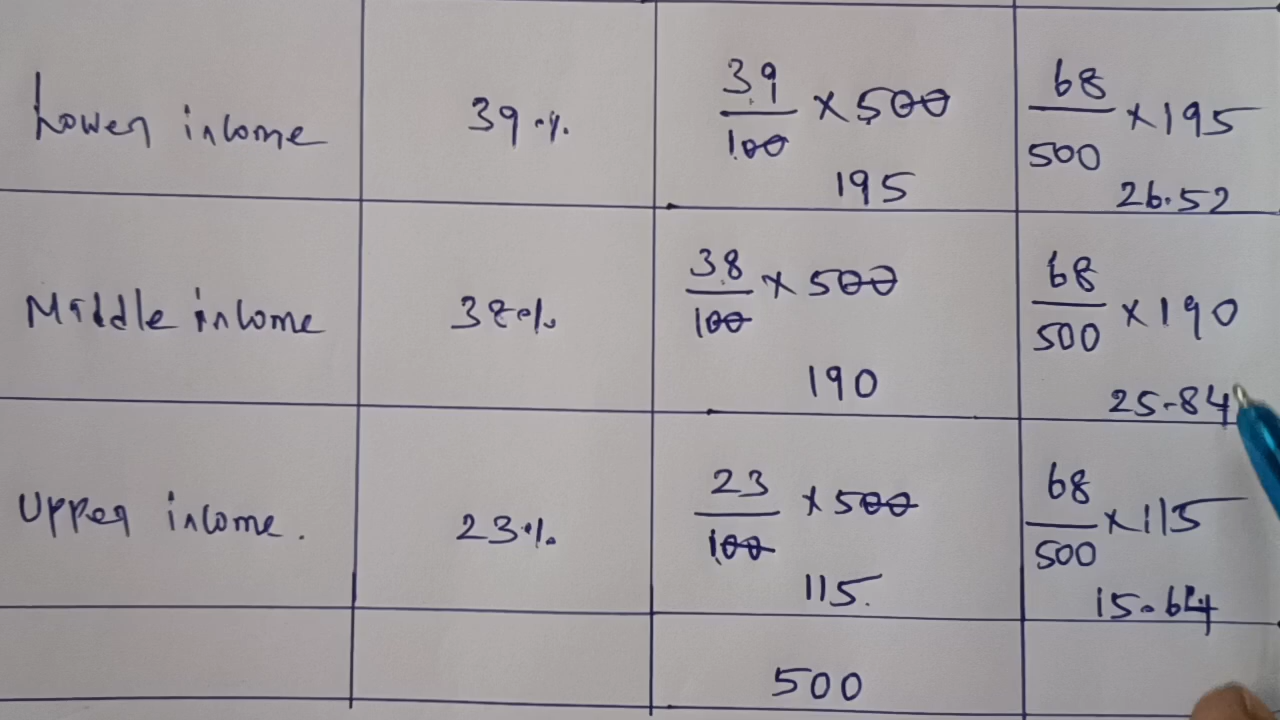 Lower income 39% 39/100 ×500 68/500 ×195
195 26.52
Middle income 38% 38/100 ×500 68/500 ×190
190 25.84
Upper income. 23% 23/100 ×500 68/500 ×115
115. 15.64
500